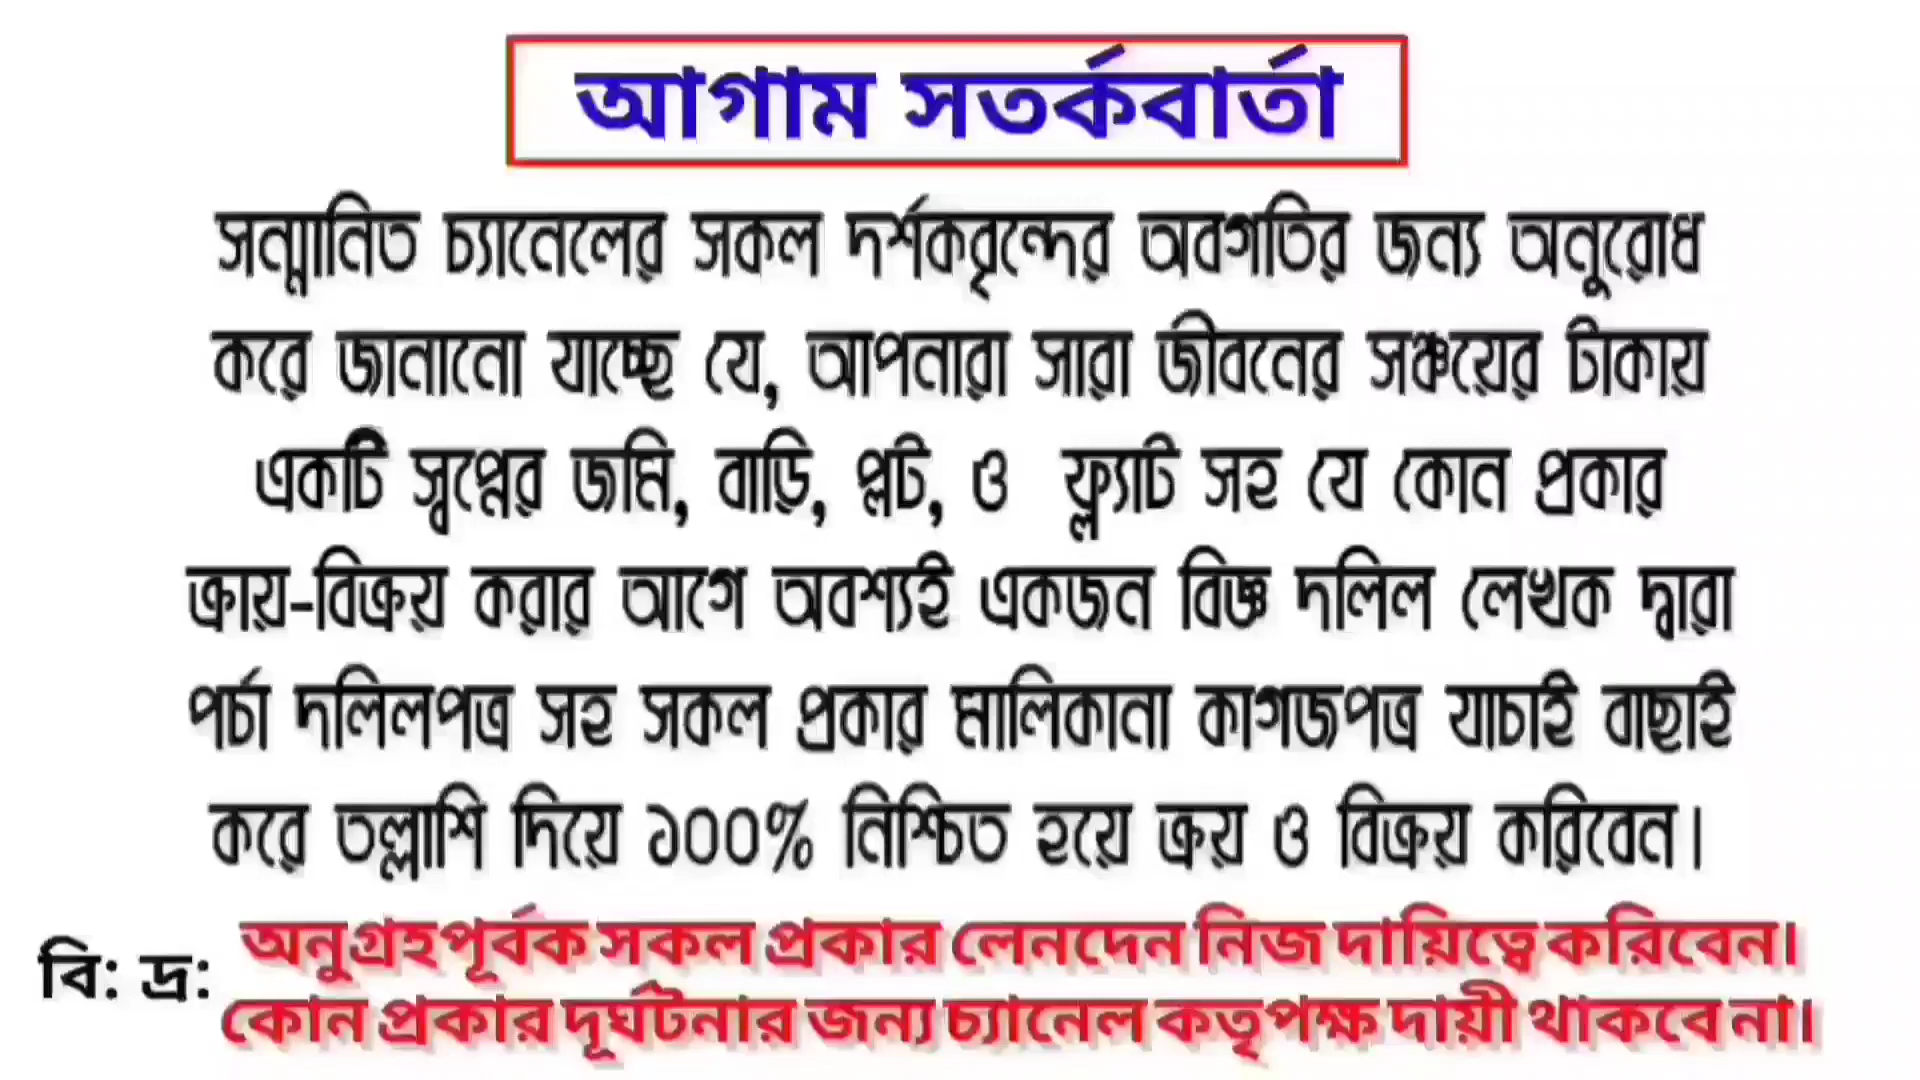 আগাম সতর্কবার্তা
সন্মানিত চ্যানেলের সকল দর্শকবৃন্দের অবগতির জন্য অনুরোধ
করে জানানো যাচ্ছে যে, আপনারা সারা জীবনের সঞ্চয়ের টাকায়
একটি স্বপ্নের জমি, বাড়ি, প্লট, ও ফ্ল্যাট সহ যে কোন প্রকার
ক্রায়-বিক্রয় করার আগে অবশ্যই একজন বিজ্ঞ দলিল লেখক দ্বারা
পর্চা দলিলপত্র সহ সকল প্রকার মালিকানা কাগজপত্র যাচাই বাছাই
করে তল্লাশি দিয়ে ১০০% নিশ্চিত হয়ে ক্রয় ও বিক্রয় করিবেন।
বি: দ্র: অনুগ্রহপূর্বক সকল প্রকার লেনদেন নিজ দায়িত্বে করিবেন।
কোন প্রকার দূর্ঘটনার জন্য চ্যানেল কতৃপক্ষ দায়ী থাকবে না।